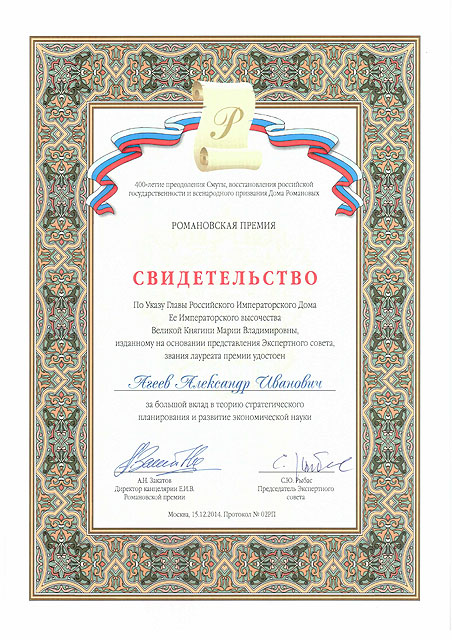 Р
400-летие преодоления Смуты, восстановления российской
государственности и всенародного призвания Дома Романовых
РОМАНОВСКАЯ ПРЕМИЯ
СВИДЕТЕЛЬСТВО
По Указу Главы Российского Императорского Дома
Ее Императорского высочества
Великой Княгини Марии Владимировны,
изданному на основании представления Экспертного совета,
звания лауреата премии удостоен
Агеев Александр Иванович
за большой вклад в теорию стратегического
планирования и развитие экономической науки
А.Н. Закатов
Директор канцелярии Е.И.В.
Романовской премии
С.Ю. Рыбас
Председатель Экспертного
совета
Москва, 15.12.2014. Протокол № 02РП